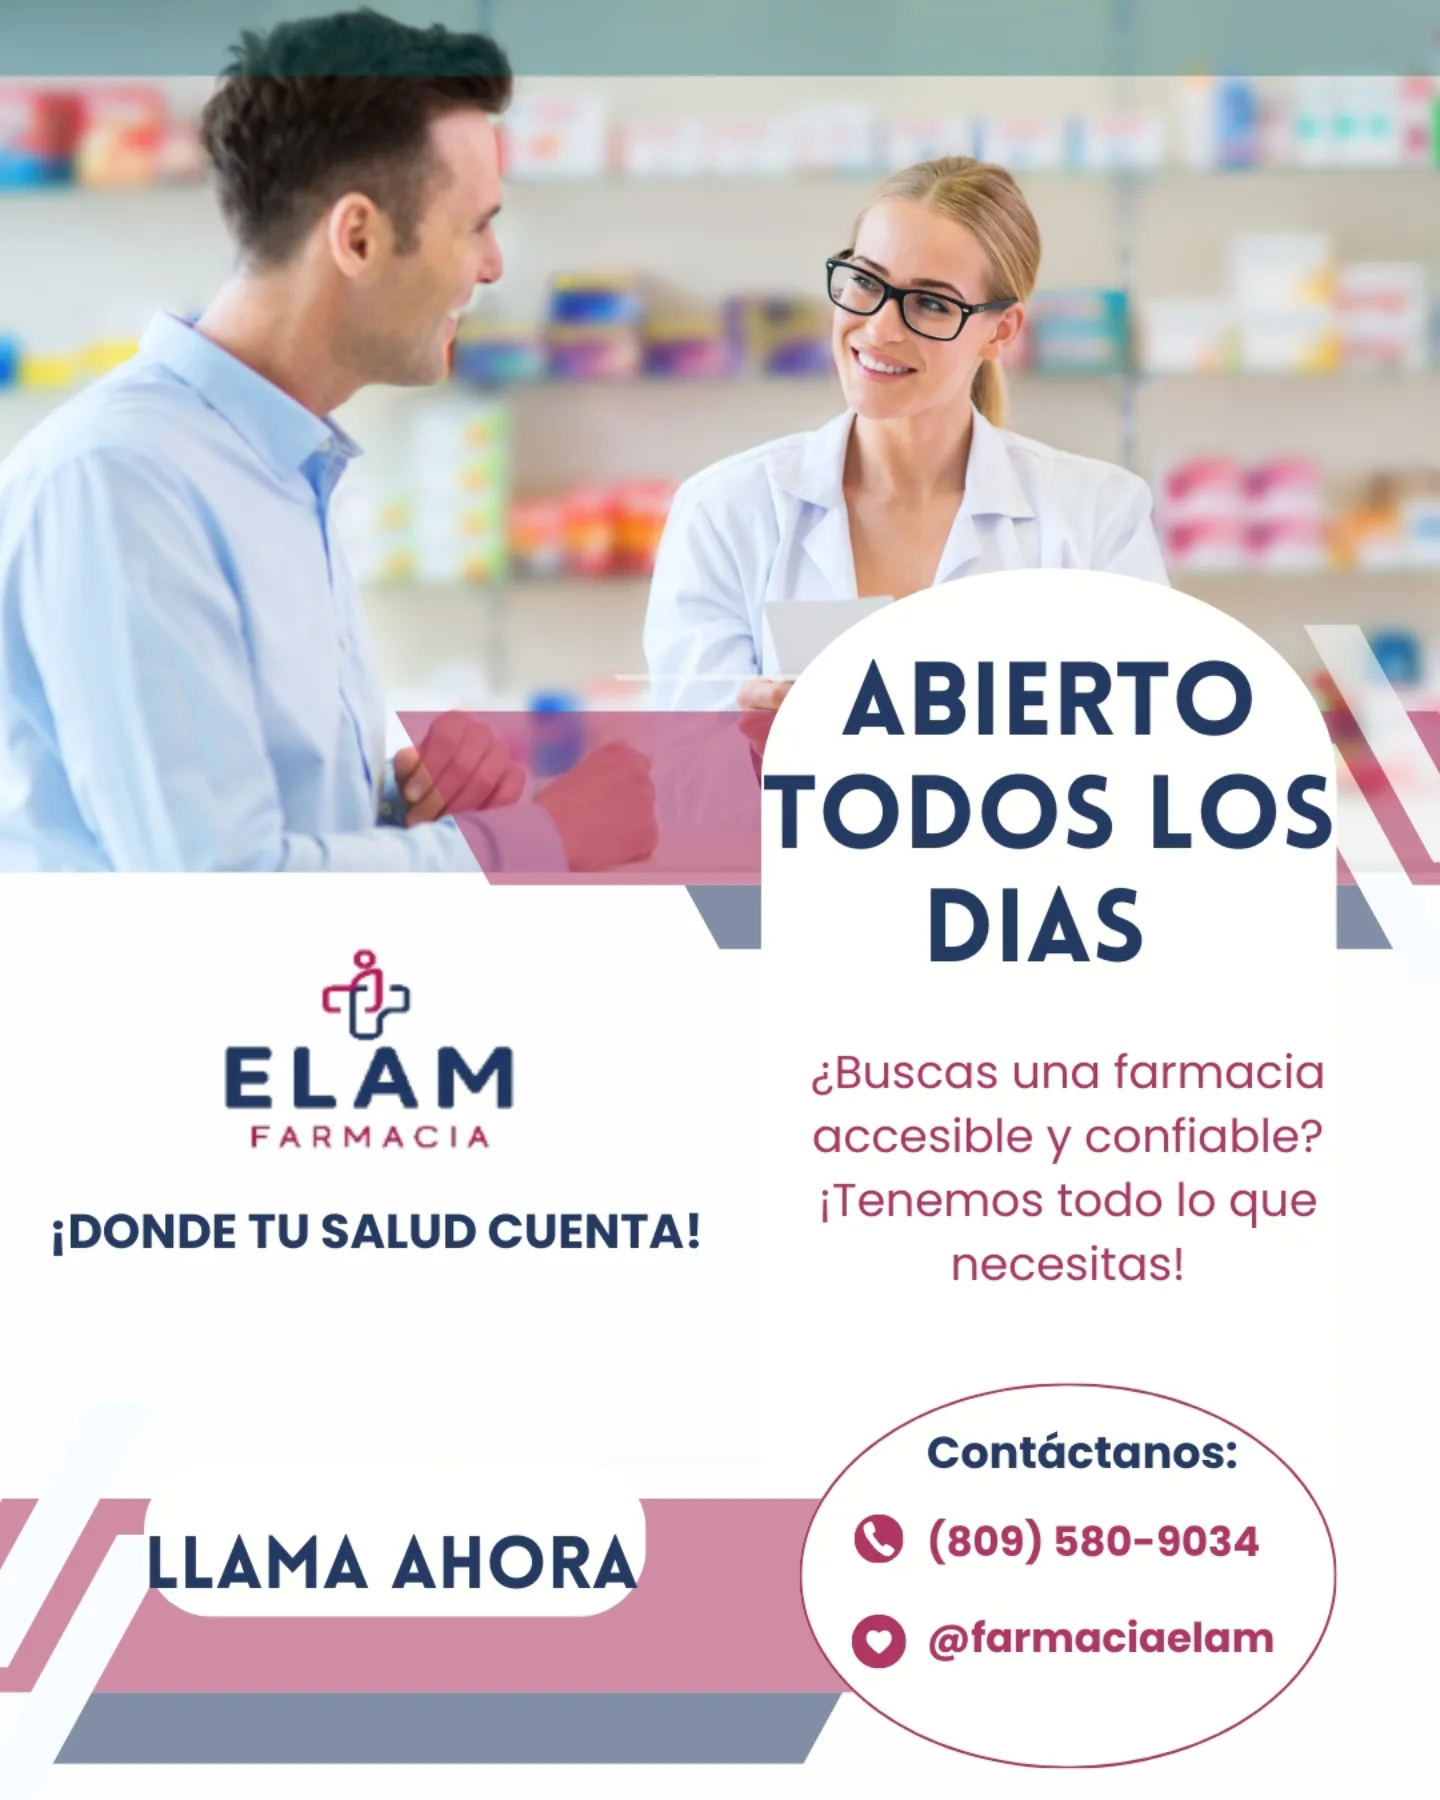 ABIERTO
TODOS LOS
DIAS
ELAM
FARMACIA
¡DONDE TU SALUD CUENTA!
¿Buscas una farmacia
accesible y confiable?
¡Tenemos todo lo que
necesitas!
LLAMA AHORA
Contáctanos:
(809) 580-9034
@farmaciaelam